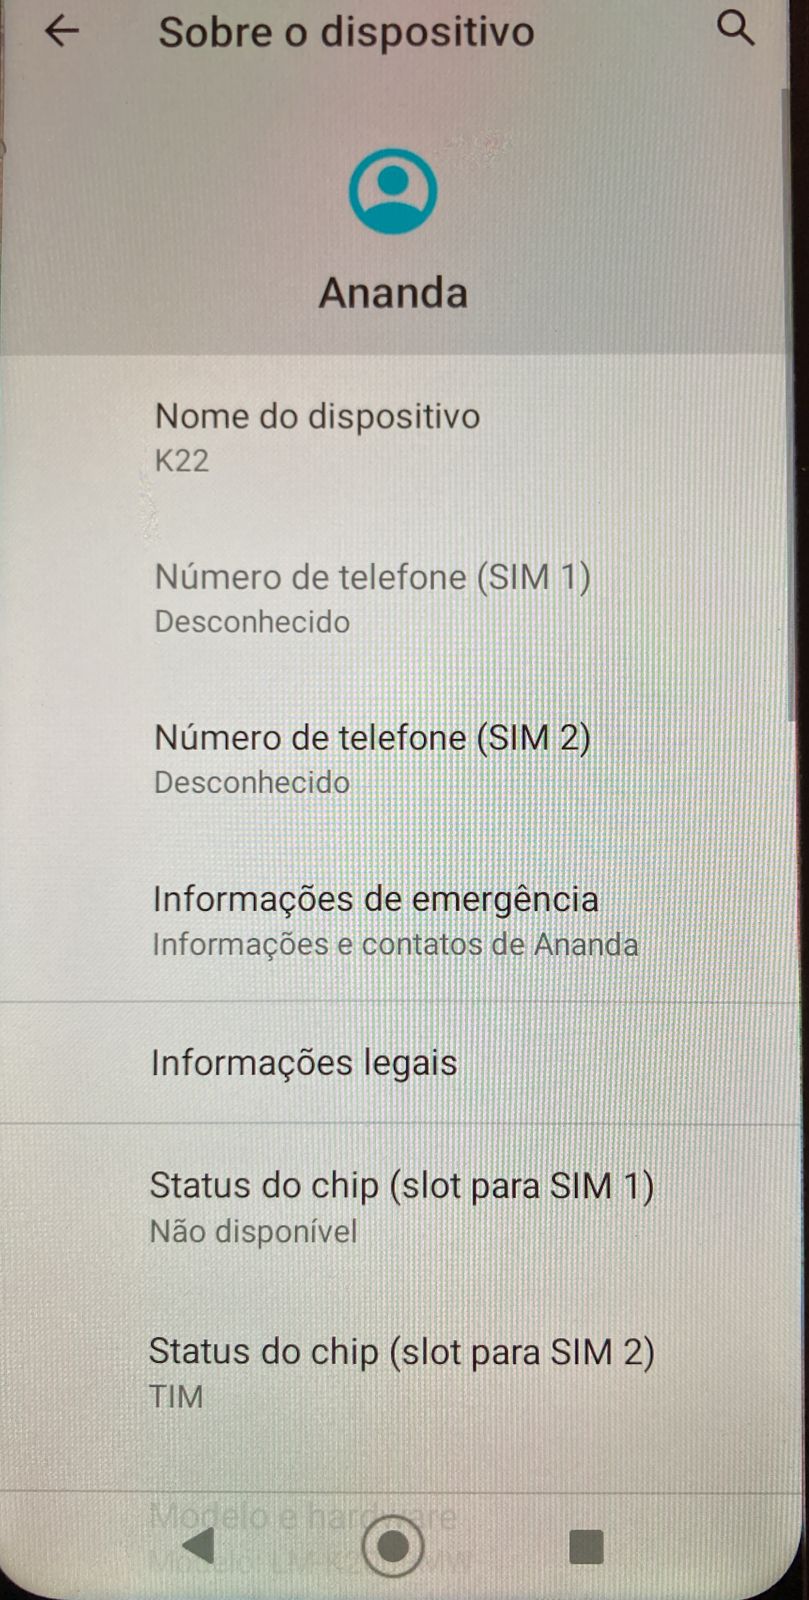 Sobre o dispositivo
Ananda
Nome do dispositivo
K22
Número de telefone (SIM 1)
Desconhecido
Número de telefone (SIM 2)
Desconhecido
Informações de emergência
Informações e contatos de Ananda
Informações legais
Status do chip (slot para SIM 1)
Não disponível
Status do chip (slot para SIM 2)
TIM
Modelo e hardware
Modelo: